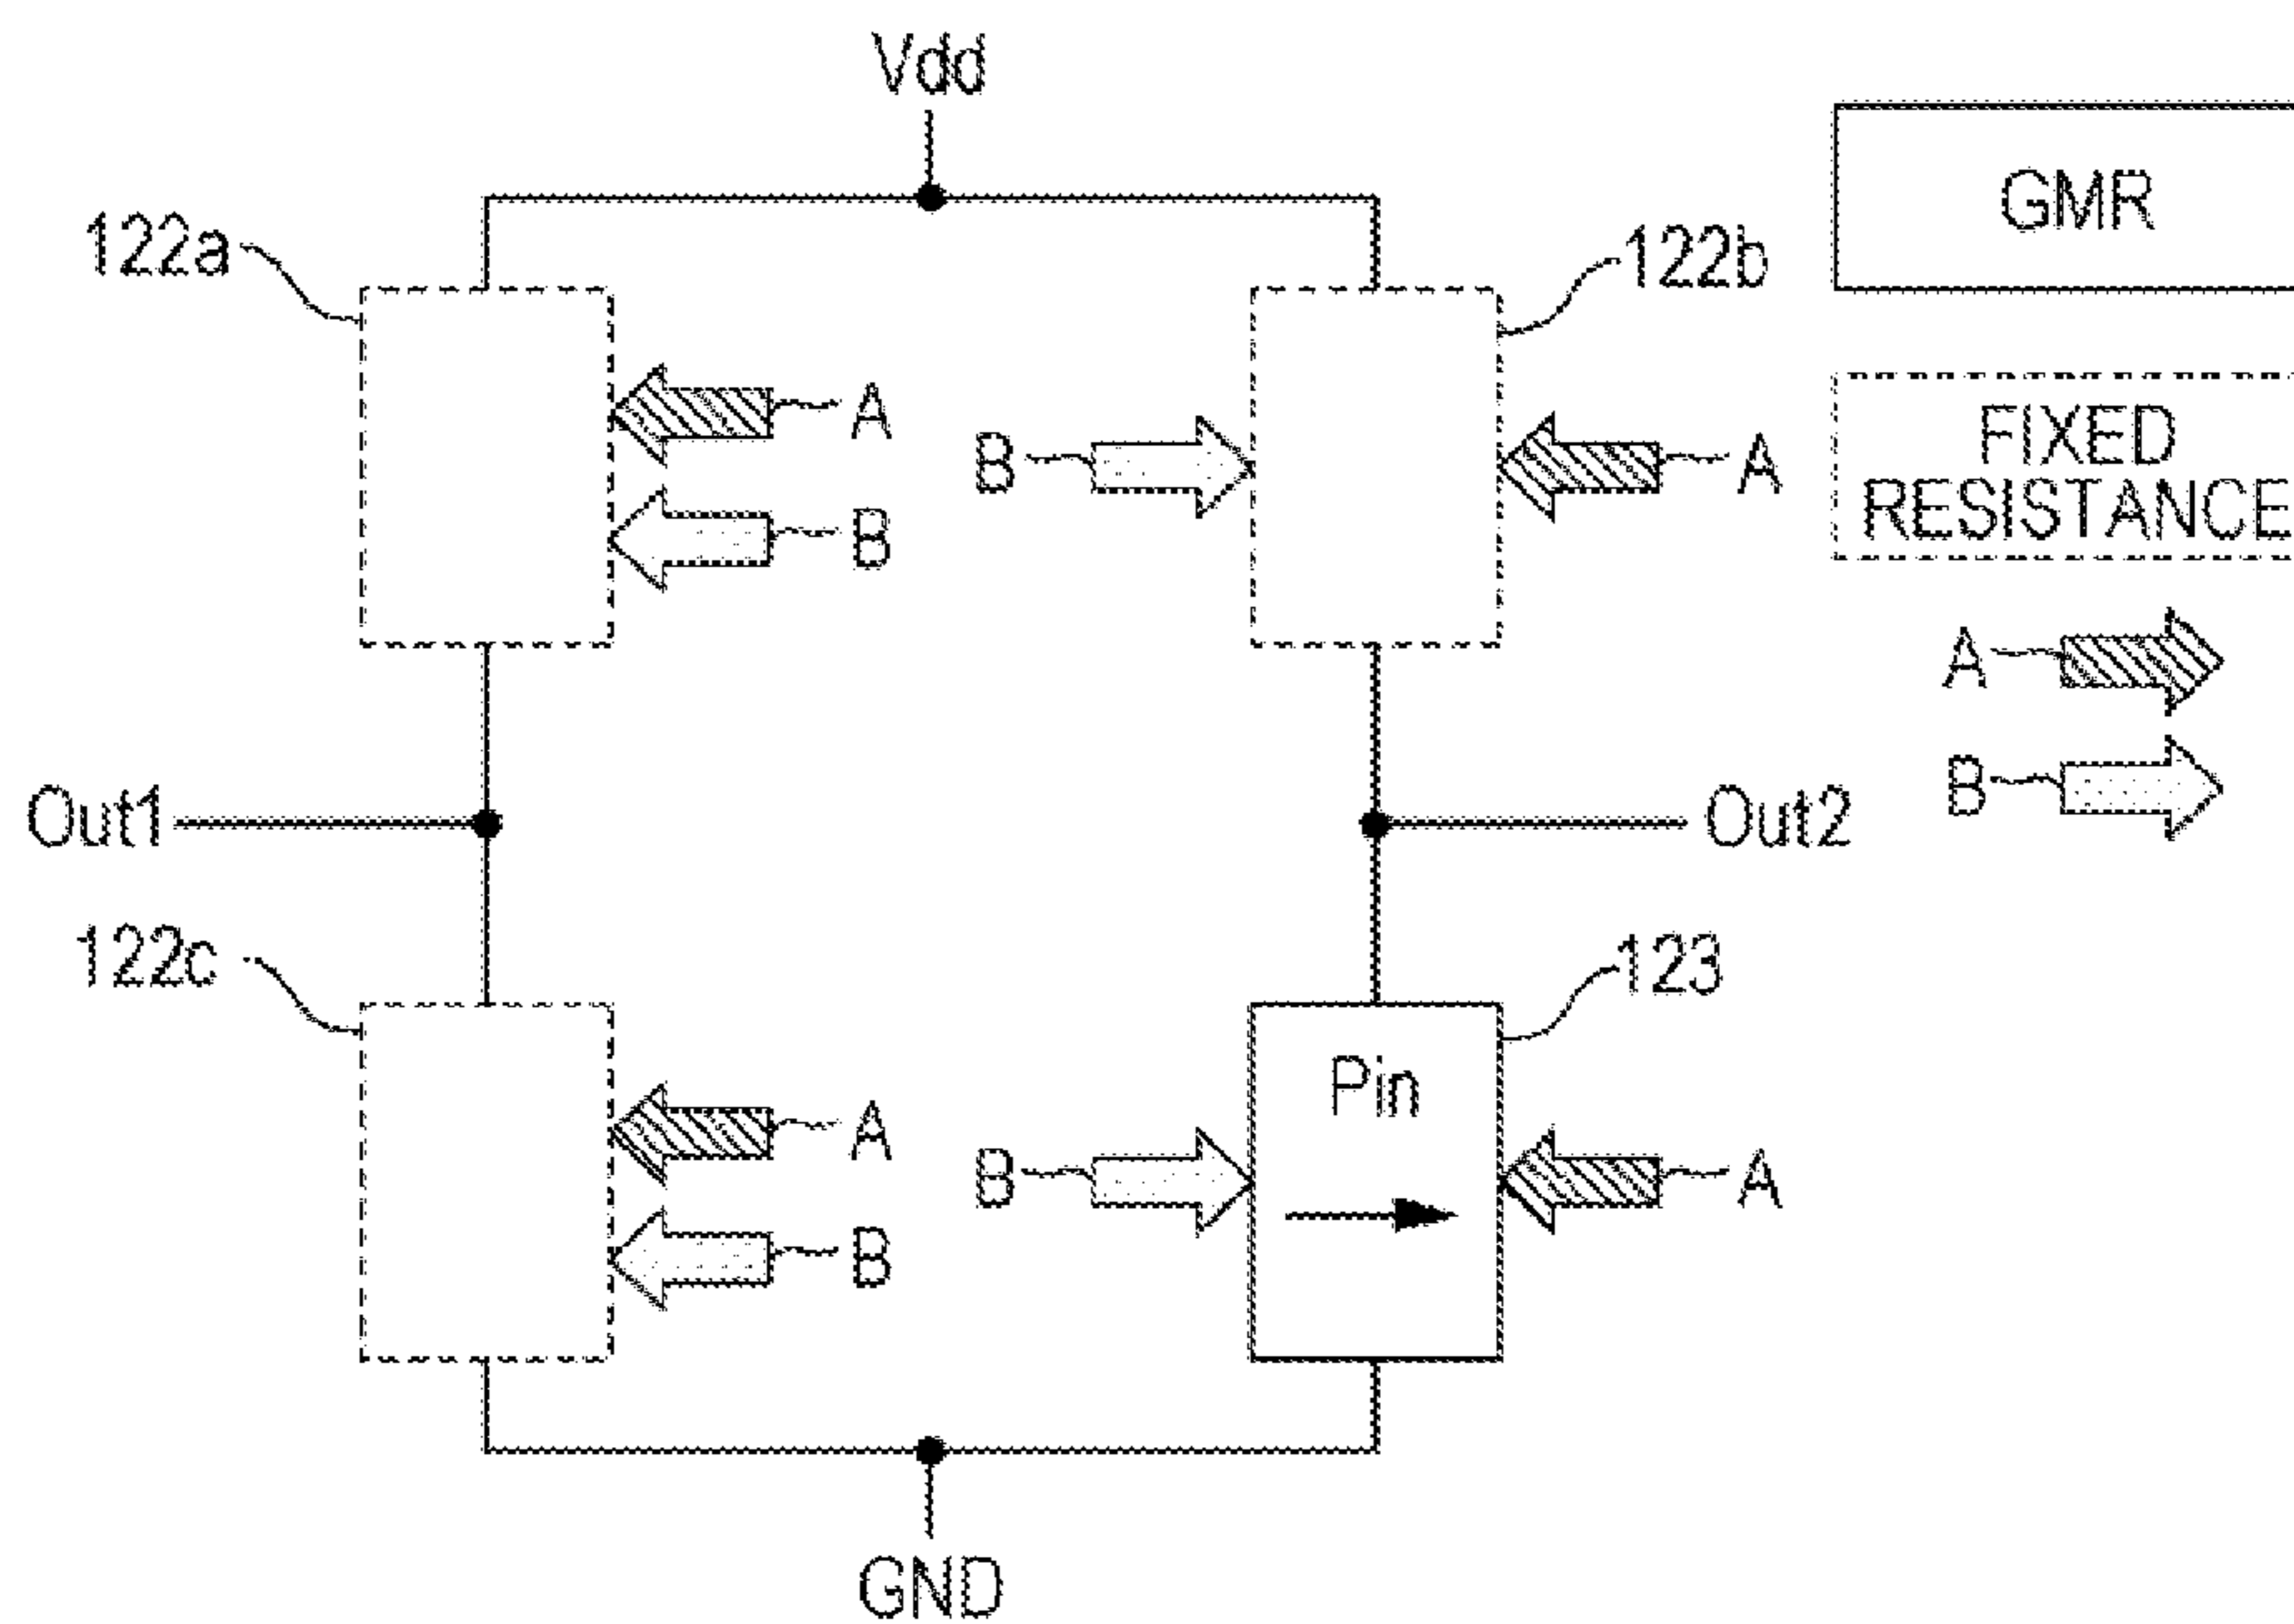 Vdd
GMR
122a
122b
A
B
A
B
FIXED
RESISTANCE
A
B
Out1
Out2
122c
123
Pin
A
B
A
B
GND